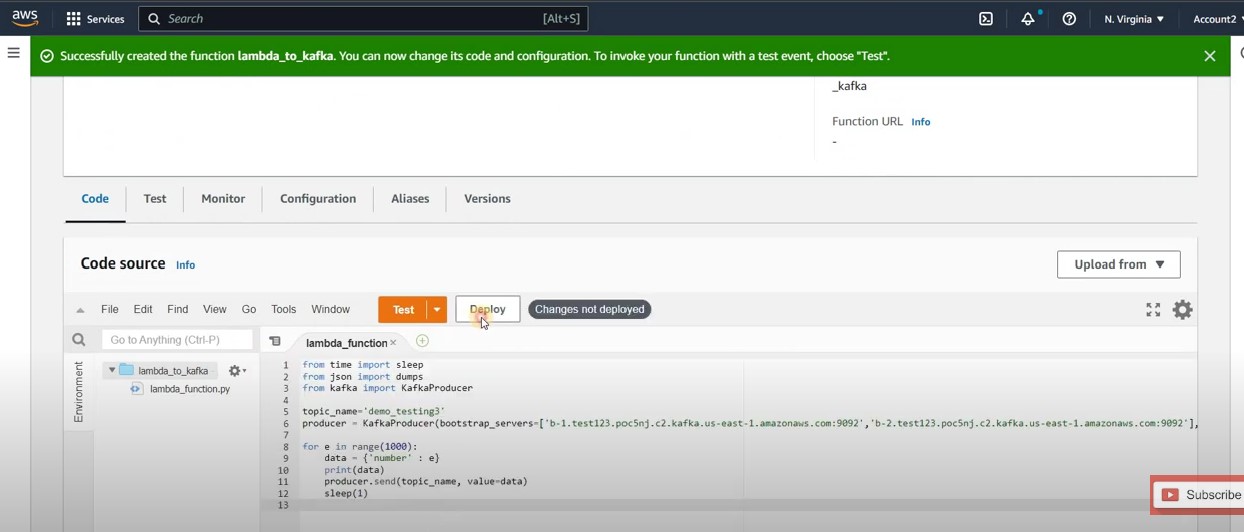 aws
Services
Search
[Alt+S]
N. Virginia ▼
Account2
Successfully created the function lambda_to_kafka. You can now change its code and configuration. To invoke your function with a test event, choose "Test".
_kafka
Function URL Info
-
Code
Test
Monitor
Configuration
Aliases
Versions
Code source Info
Upload from ▼
File Edit Find View Go Tools Window
Test
Deploy
Changes not deployed
Go to Anything (Ctrl-P)
lambda_function ×
Environment
lambda_to_kafka
lambda_function.py
1 from time import sleep
2 from json import dumps
3 from kafka import KafkaProducer
4
5 topic_name='demo_testing3'
6 producer = KafkaProducer(bootstrap_servers=['b-1.test123.poc5nj.c2.kafka.us-east-1.amazonaws.com:9092','b-2.test123.poc5nj.c2.kafka.us-east-1.amazonaws.com:9092'],
7
8 for e in range(1000):
9 data = {'number' : e}
10 print(data)
11 producer.send(topic_name, value=data)
12 sleep(1)
13
Subscribe